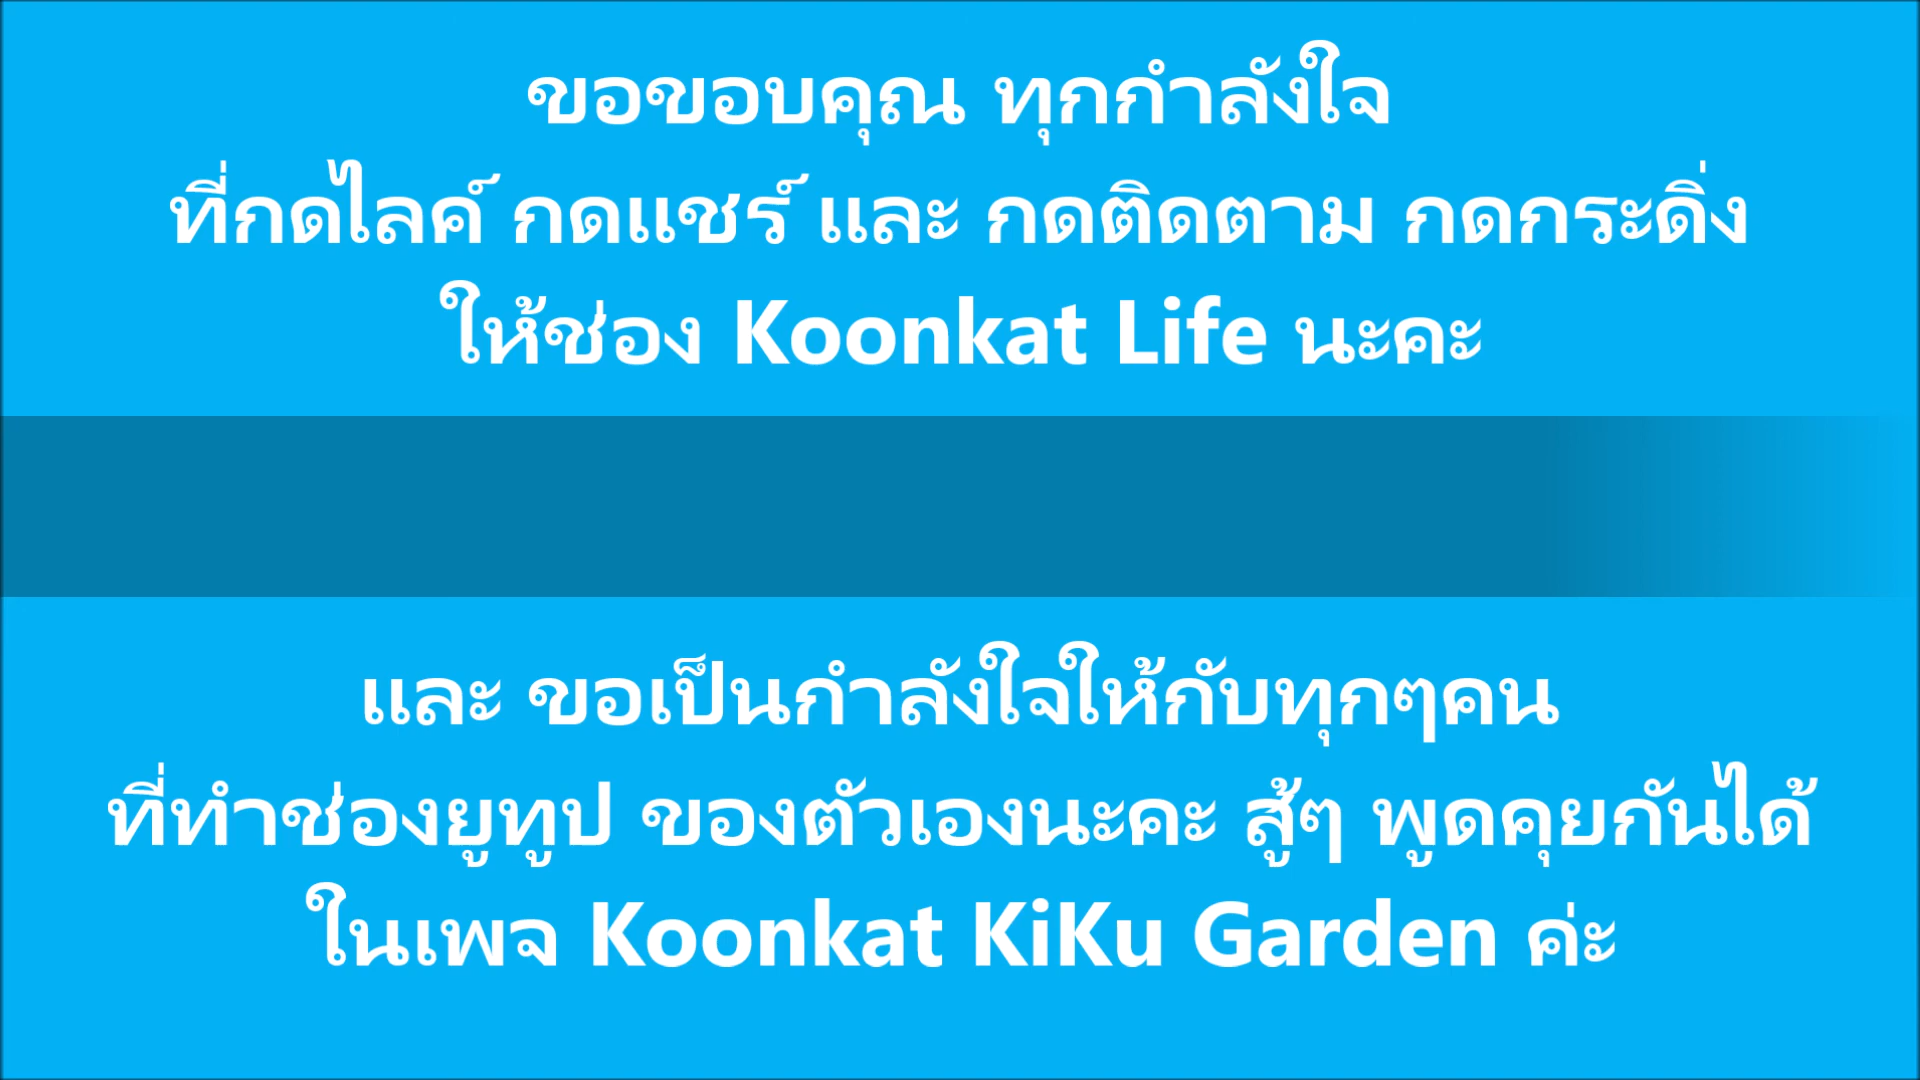 ขอขอบคุณ ทุกกำลังใจ
ที่กดไลค์ กดแชร์ และ กดติดตาม กดกระดิ่ง
ให้ช่อง Koonkat Life นะคะ
และ ขอเป็นกำลังใจให้กับทุกๆคน
ที่ทำช่องยูทูป ของตัวเองนะคะ สู้ๆ พูดคุยกันได้
ในเพจ Koonkat KiKu Garden ค่ะ